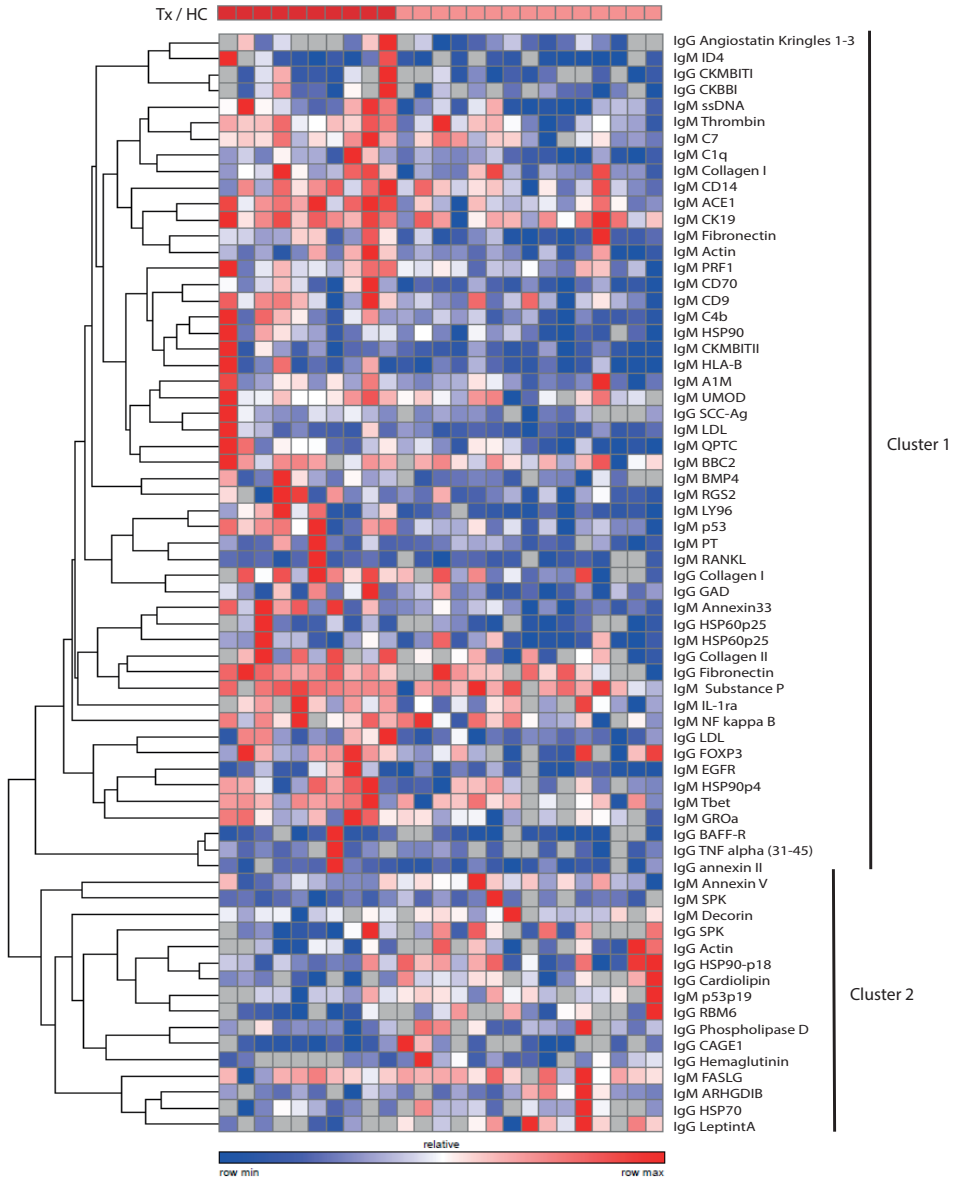 Tx / HC
IgG Angiostatin Kringles 1-3
IgM ID4
IgG CKMBITI
IgG CKBBI
IgM ssDNA
IgM Thrombin
IgM C7
IgM C1q
IgM Collagen I
IgM CD14
IgM ACE1
IgM CK19
IgM Fibronectin
IgM Actin
IgM PRF1
IgM CD70
IgM CD9
IgM C4b
IgM HSP90
IgM CKMBITII
IgM HLA-B
IgM A1M
IgM UMOD
IgG SCC-Ag
IgM LDL
IgM QPTC
IgM BBC2
IgM BMP4
IgM RGS2
IgM LY96
IgM p53
IgM PT
IgM RANKL
IgG Collagen I
IgG GAD
IgM Annexin33
IgG HSP60p25
IgM HSP60p25
IgG Collagen II
IgG Fibronectin
IgM Substance P
IgM IL-1ra
IgM NF kappa B
IgG LDL
IgG FOXP3
IgM EGFR
IgM HSP90p4
IgM Tbet
IgM GROa
IgG BAFF-R
IgG TNF alpha (31-45)
IgG annexin II
Cluster 1
IgM Annexin V
IgM SPK
IgM Decorin
IgG SPK
IgG Actin
IgG HSP90-p18
IgG Cardiolipin
IgM p53p19
IgG RBM6
IgG Phospholipase D
IgG CAGE1
IgG Hemaglutinin
IgM FASLG
IgM ARHGDIB
IgG HSP70
IgG LeptintA
Cluster 2
relative
row min row max